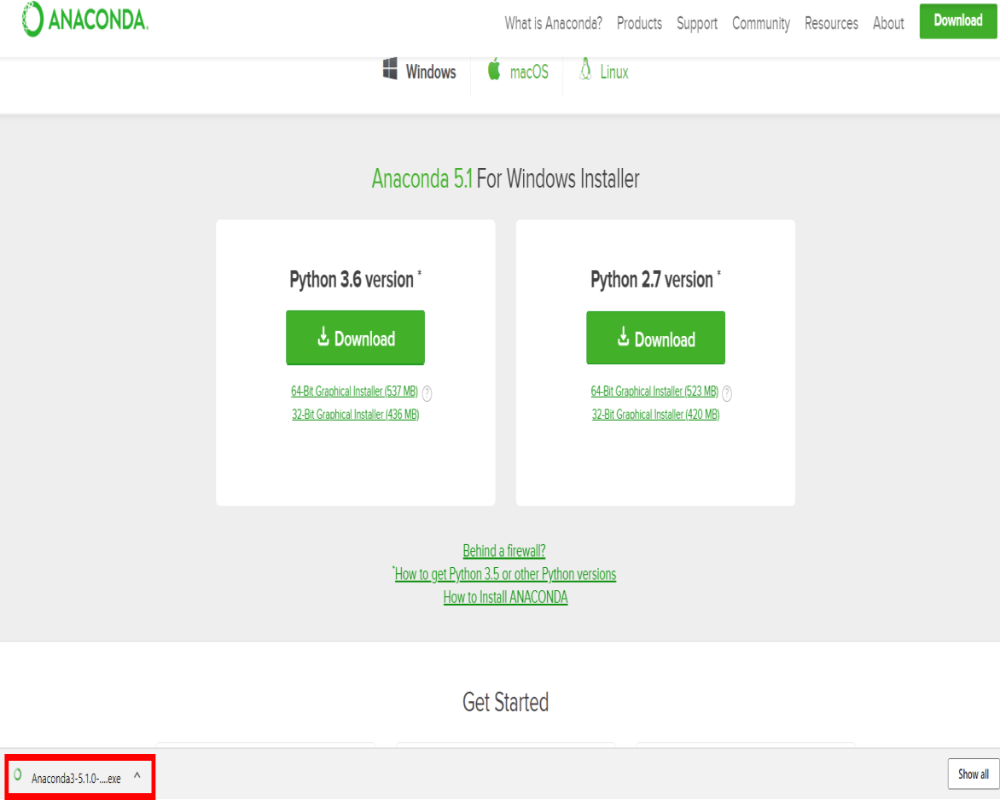 ANACONDA.
What is Anaconda? Products Support Community Resources About Download
Windows macOS Linux
Anaconda 5.1 For Windows Installer
Python 3.6 version *
Download
64-Bit Graphical Installer (537 MB) ?
32-Bit Graphical Installer (436 MB)
Python 2.7 version *
Download
64-Bit Graphical Installer (523 MB) ?
32-Bit Graphical Installer (420 MB)
Behind a firewall?
*How to get Python 3.5 or other Python versions
How to Install ANACONDA
Get Started
Anaconda3-5.1.0-....exe
Show all